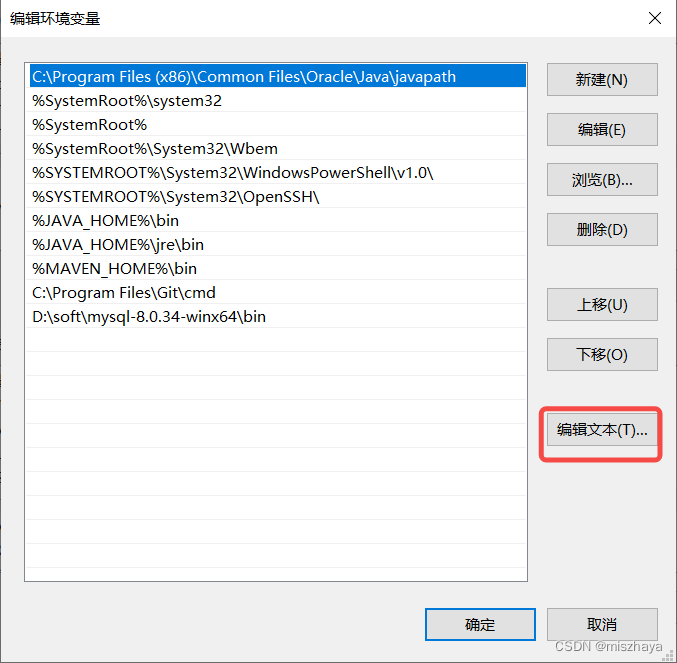 编辑环境变量
C:\Program Files (x86)\Common Files\Oracle\Java\javapath
%SystemRoot%\system32
%SystemRoot%
%SystemRoot%\System32\Wbem
%SYSTEMROOT%\System32\WindowsPowerShell\v1.0\
%SYSTEMROOT%\System32\OpenSSH\
%JAVA_HOME%\bin
%JAVA_HOME%\jre\bin
%MAVEN_HOME%\bin
C:\Program Files\Git\cmd
D:\soft\mysql-8.0.34-winx64\bin
新建(N)
编辑(E)
浏览(B)...
删除(D)
上移(U)
下移(O)
编辑文本(T)...
确定
取消
CSDN @miszhaya